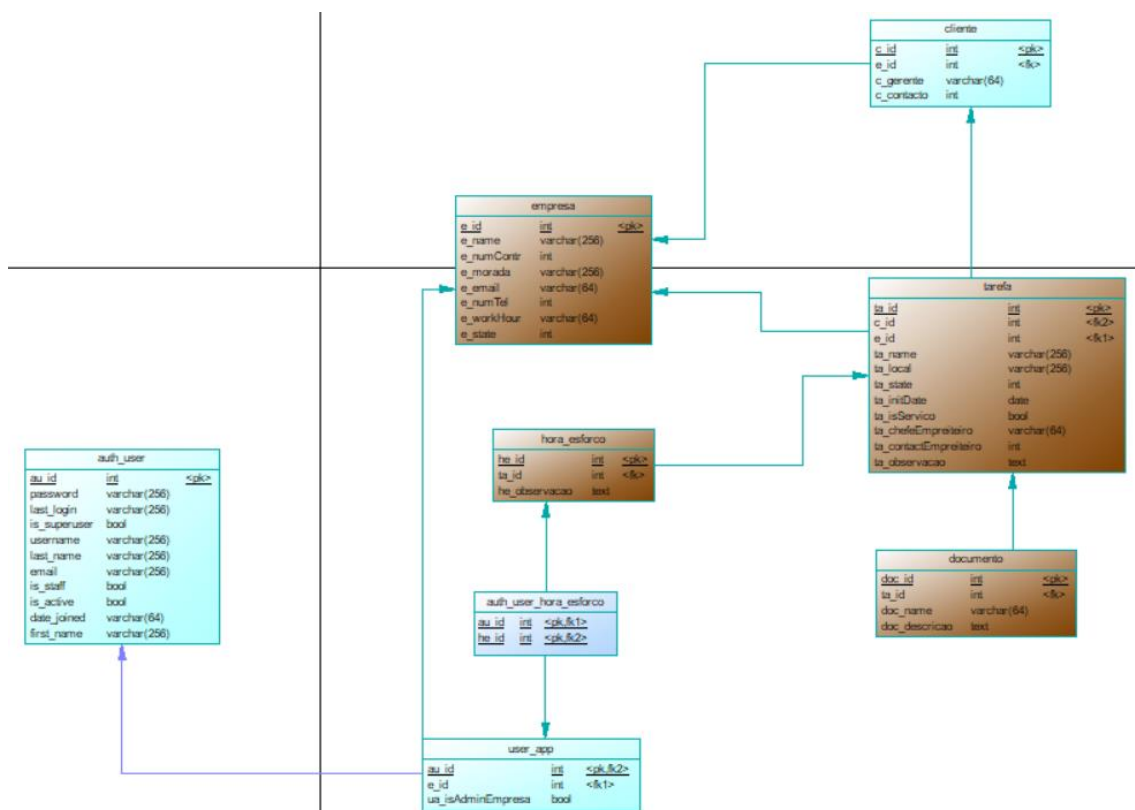 cliente
c_id int <pk>
e_id int <fk>
c_gerente varchar(64)
c_contacto int
empresa
e_id int <pk>
e_name varchar(256)
e_numContr int
e_morada varchar(256)
e_email varchar(64)
e_numTel int
e_workHour varchar(64)
e_state int
tarefa
ta_id int <pk>
c_id int <fk2>
e_id int <fk1>
ta_name varchar(256)
ta_local varchar(256)
ta_state int
ta_initDate date
ta_isServico bool
ta_chefeEmpreiteiro varchar(64)
ta_contactEmpreiteiro int
ta_observacao text
hora_esforco
he_id int <pk>
ta_id int <fk>
he_observacao text
auth_user
au_id int <pk>
password varchar(256)
last_login varchar(256)
is_superuser bool
username varchar(256)
last_name varchar(256)
email varchar(256)
is_staff bool
is_active bool
date_joined varchar(64)
first_name varchar(256)
documento
doc_id int <pk>
ta_id int <fk>
doc_name varchar(64)
doc_descricao text
auth_user_hora_esforco
au_id int <pk,fk1>
he_id int <pk,fk2>
user_app
au_id int <pk,fk2>
e_id int <fk1>
ua_isAdminEmpresa bool